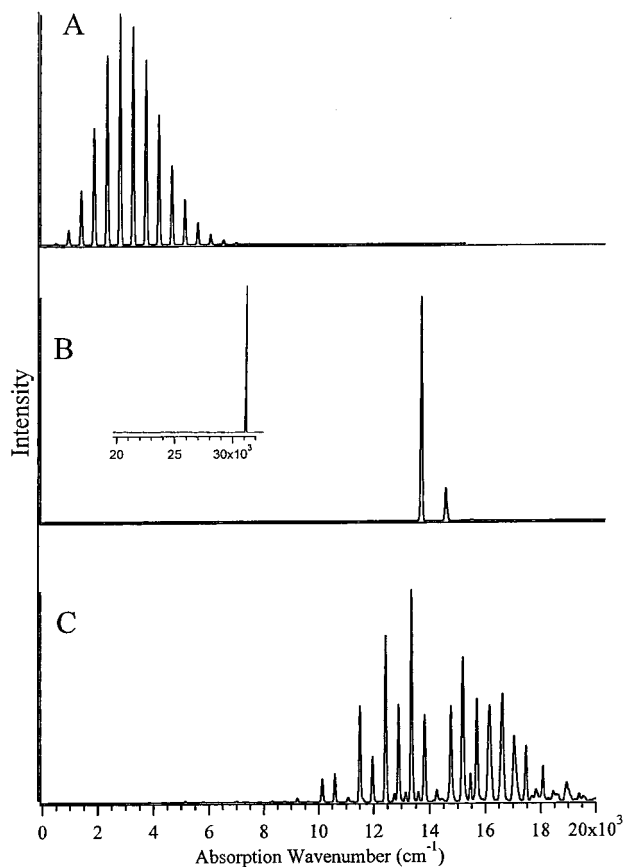 A
B
20 25 30x10³
Intensity
C
0 2 4 6 8 10 12 14 16 18 20x10³
Absorption Wavenumber (cm⁻¹)